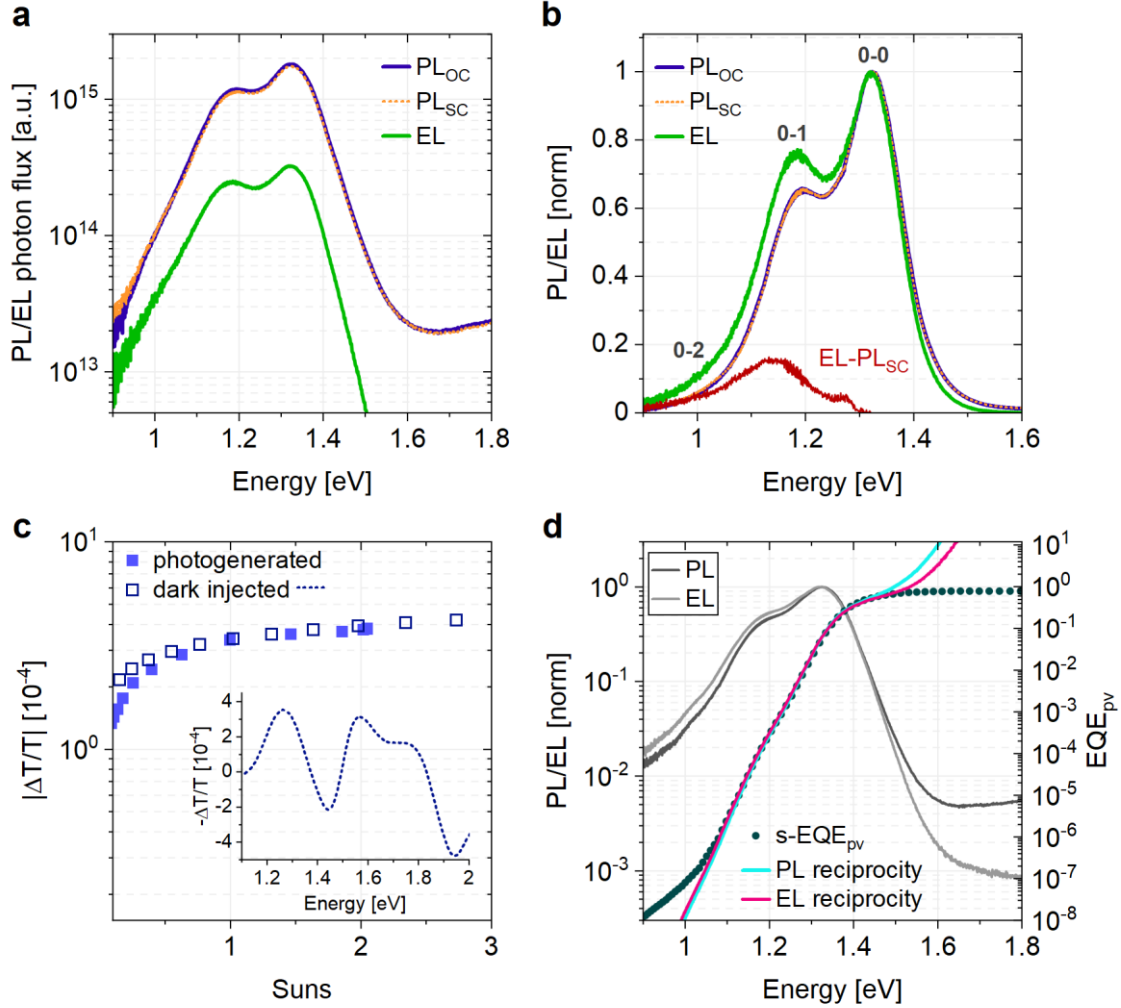 a
PL/EL photon flux [a.u.]
10^15
10^14
10^13
PL_OC
PL_SC
EL
1
1.2
1.4
1.6
1.8
Energy [eV]
b
PL/EL [norm]
1
0.8
0.6
0.4
0.2
0
PL_OC
PL_SC
EL
0-0
0-1
0-2
EL-PL_SC
1
1.2
1.4
1.6
Energy [eV]
c
|ΔT/T| [10^-4]
10^1
10^0
photogenerated
dark injected
-ΔT/T [10^-4]
4
2
0
-2
-4
1.2
1.4
1.6
1.8
2
Energy [eV]
1
2
3
Suns
d
PL/EL [norm]
10^0
10^-1
10^-2
10^-3
PL
EL
s-EQE_pv
PL reciprocity
EL reciprocity
10^1
10^0
10^-1
10^-2
10^-3
10^-4
10^-5
10^-6
10^-7
10^-8
EQE_pv
1
1.2
1.4
1.6
1.8
Energy [eV]